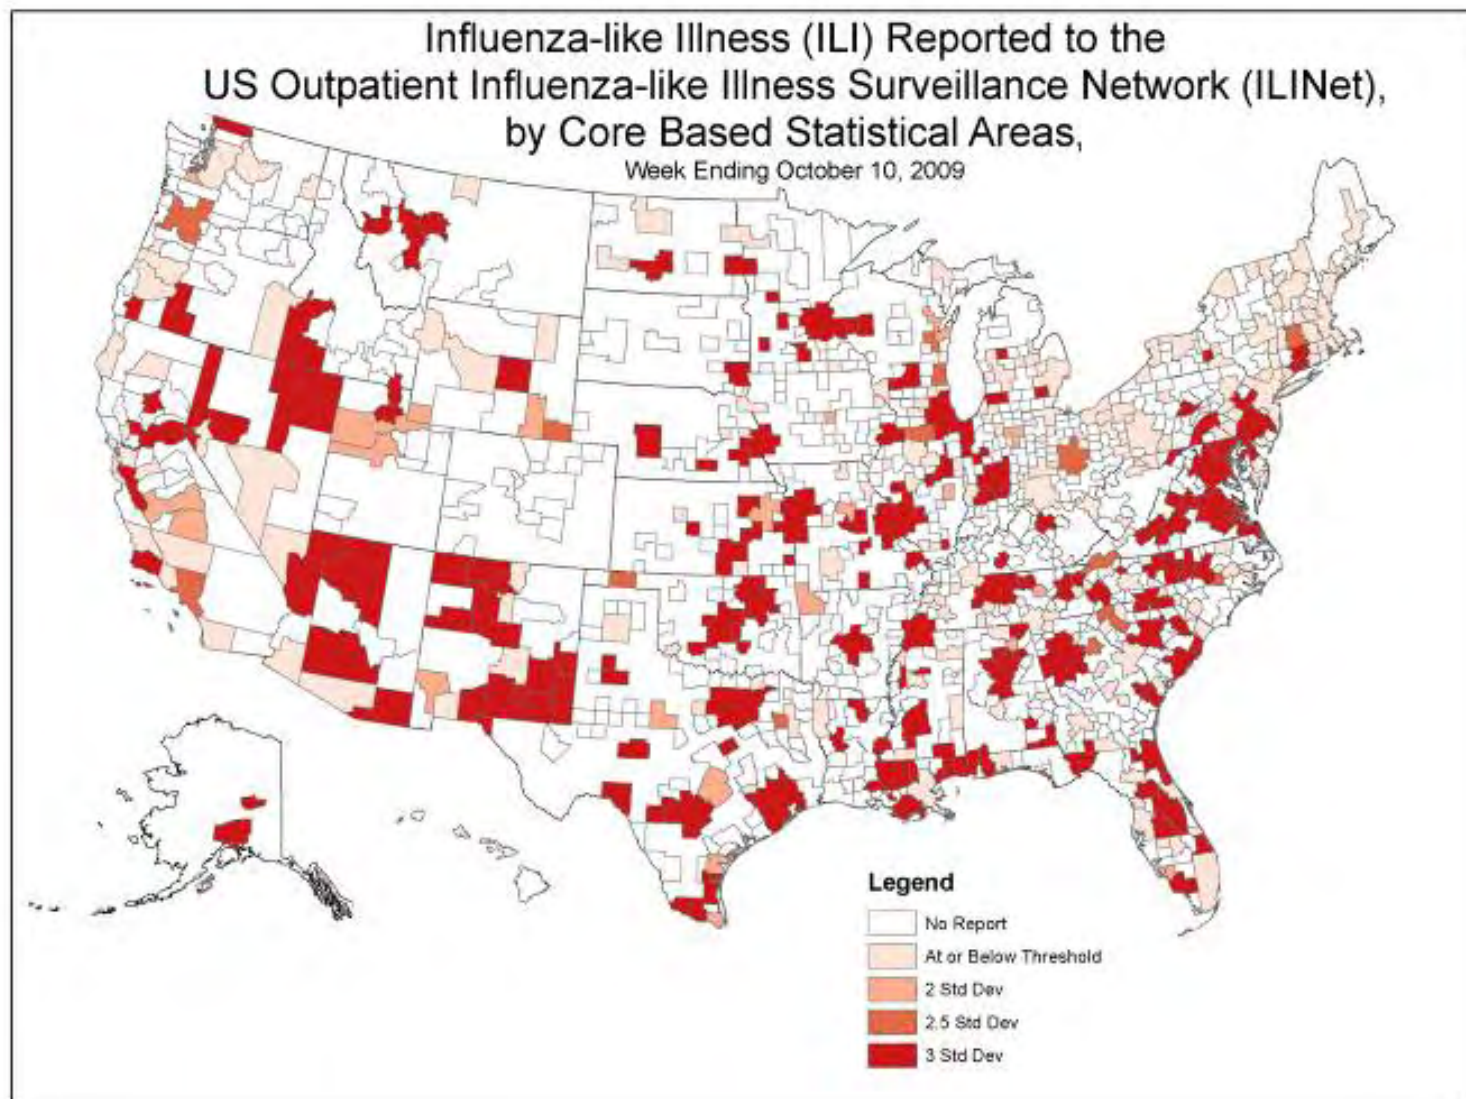 Influenza-like Illness (ILI) Reported to the
US Outpatient Influenza-like Illness Surveillance Network (ILINet),
by Core Based Statistical Areas,
Week Ending October 10, 2009
Legend
No Report
At or Below Threshold
2 Std Dev
2.5 Std Dev
3 Std Dev